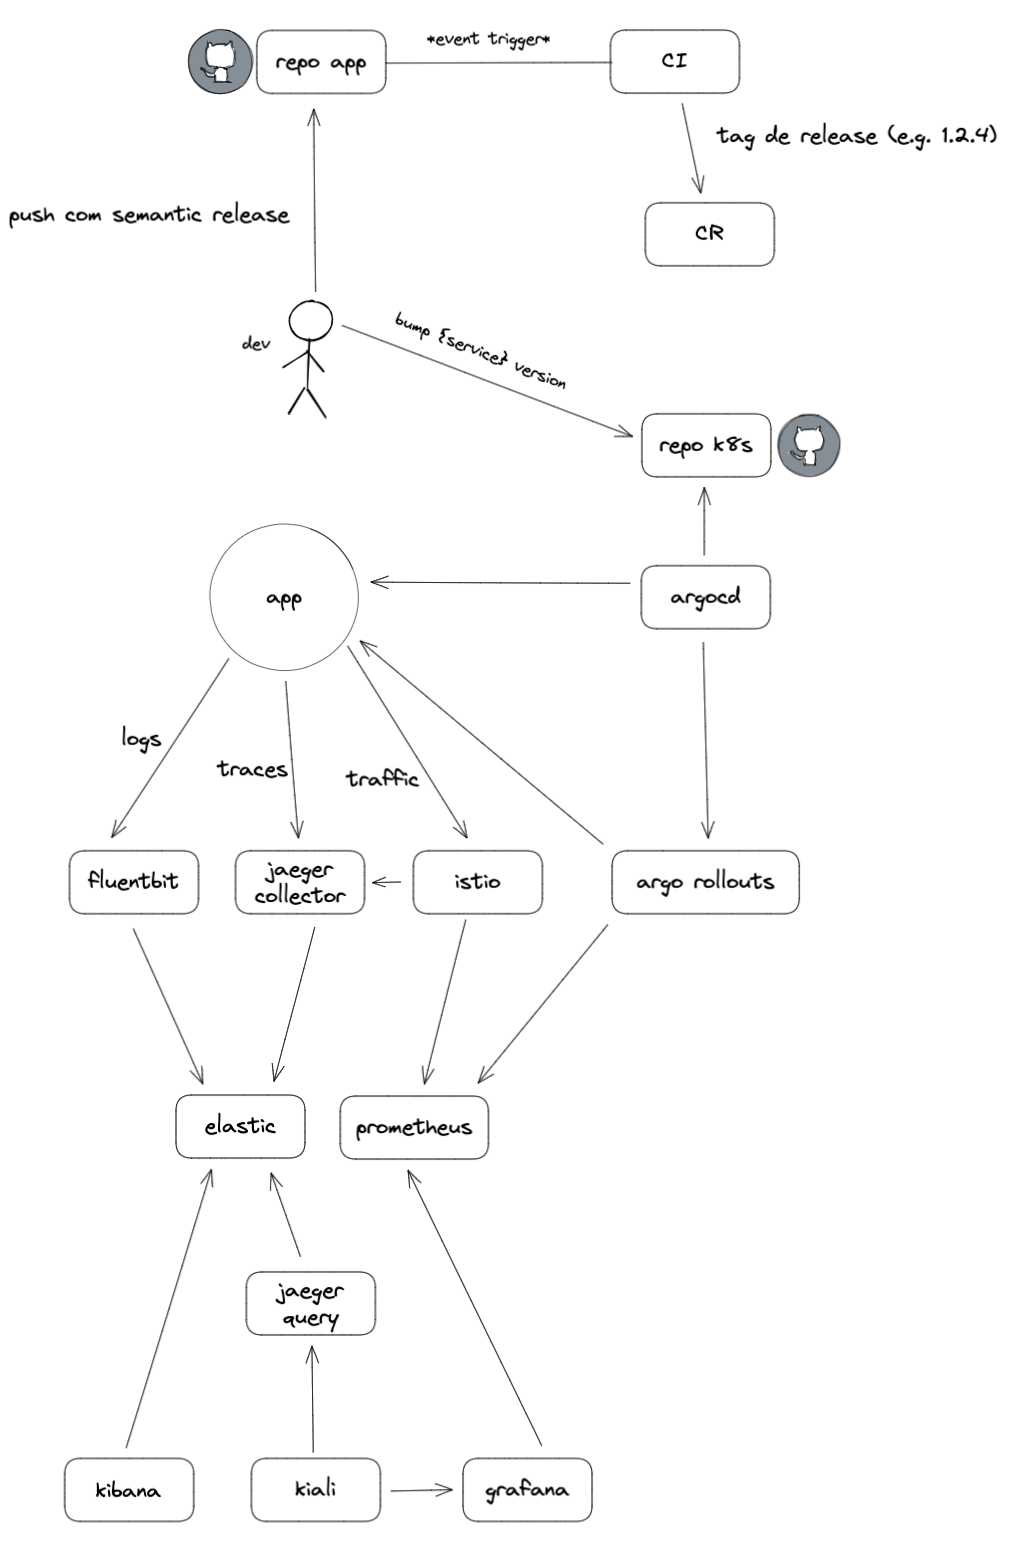 *event trigger*
repo app
CI
tag de release (e.g. 1.2.4)
push com semantic release
CR
dev
bump {service} version
repo k8s
app
argocd
logs
traces
traffic
fluentbit
jaeger
collector
istio
argo rollouts
elastic
prometheus
jaeger
query
kibana
kiali
grafana